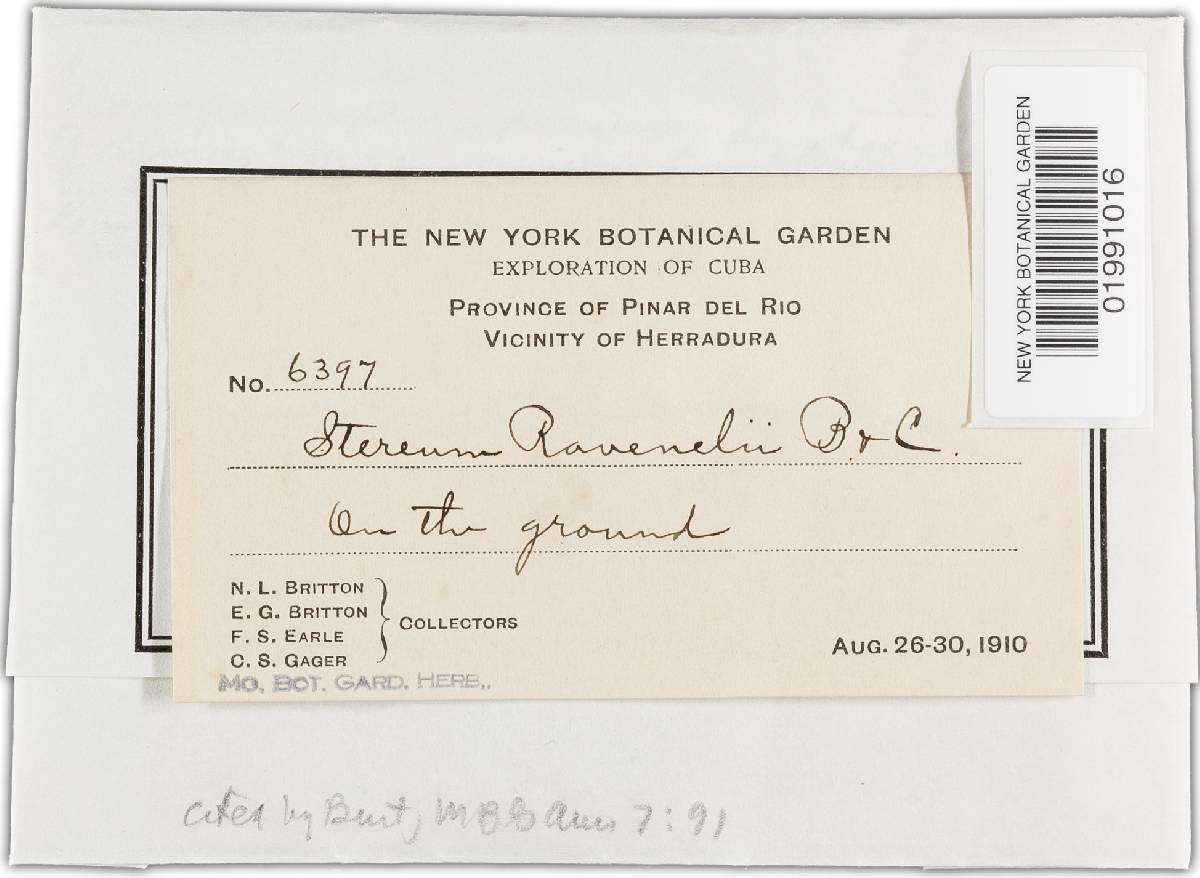 THE NEW YORK BOTANICAL GARDEN
EXPLORATION OF CUBA
PROVINCE OF PINAR DEL RIO
VICINITY OF HERRADURA
No. 6397
Stereum Ravenelii B. & C.
On the ground
N. L. BRITTON
E. G. BRITTON
F. S. EARLE
C. S. GAGER
COLLECTORS
AUG. 26-30, 1910
MO. BOT. GARD. HERB.
cited by Burt, MBG Ann 7:91
NEW YORK BOTANICAL GARDEN
01991016